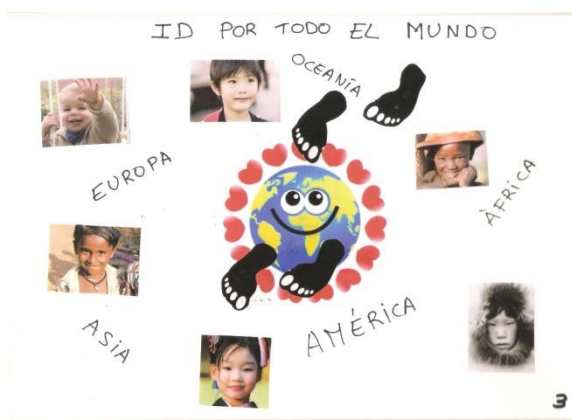 ID POR TODO EL MUNDO
OCEANÍA
EUROPA
ÀFRICA
ASIA
AMÉRICA
3